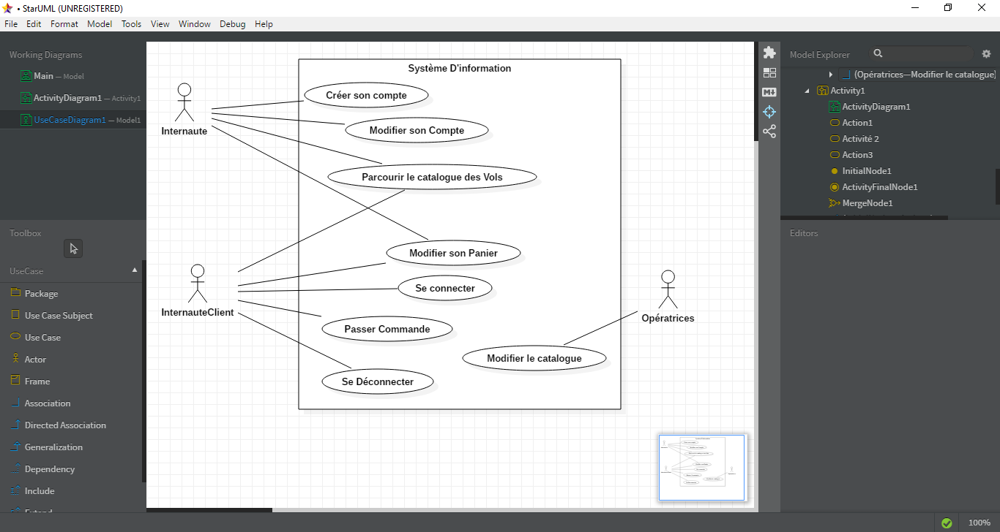 • StarUML (UNREGISTERED)
File Edit Format Model Tools View Window Debug Help
Working Diagrams
Main — Model
ActivityDiagram1 — Activity1
UseCaseDiagram1 — Model1
Toolbox
UseCase
Package
Use Case Subject
Use Case
Actor
Frame
Association
Directed Association
Generalization
Dependency
Include
Extend
Système D'information
Créer son compte
Modifier son Compte
Parcourir le catalogue des Vols
Modifier son Panier
Se connecter
Passer Commande
Modifier le catalogue
Se Déconnecter
Internaute
InternauteClient
Opératrices
Model Explorer
(Opératrices—Modifier le catalogue)
Activity1
ActivityDiagram1
Action1
Activité 2
Action3
InitialNode1
ActivityFinalNode1
MergeNode1
Editors
100%